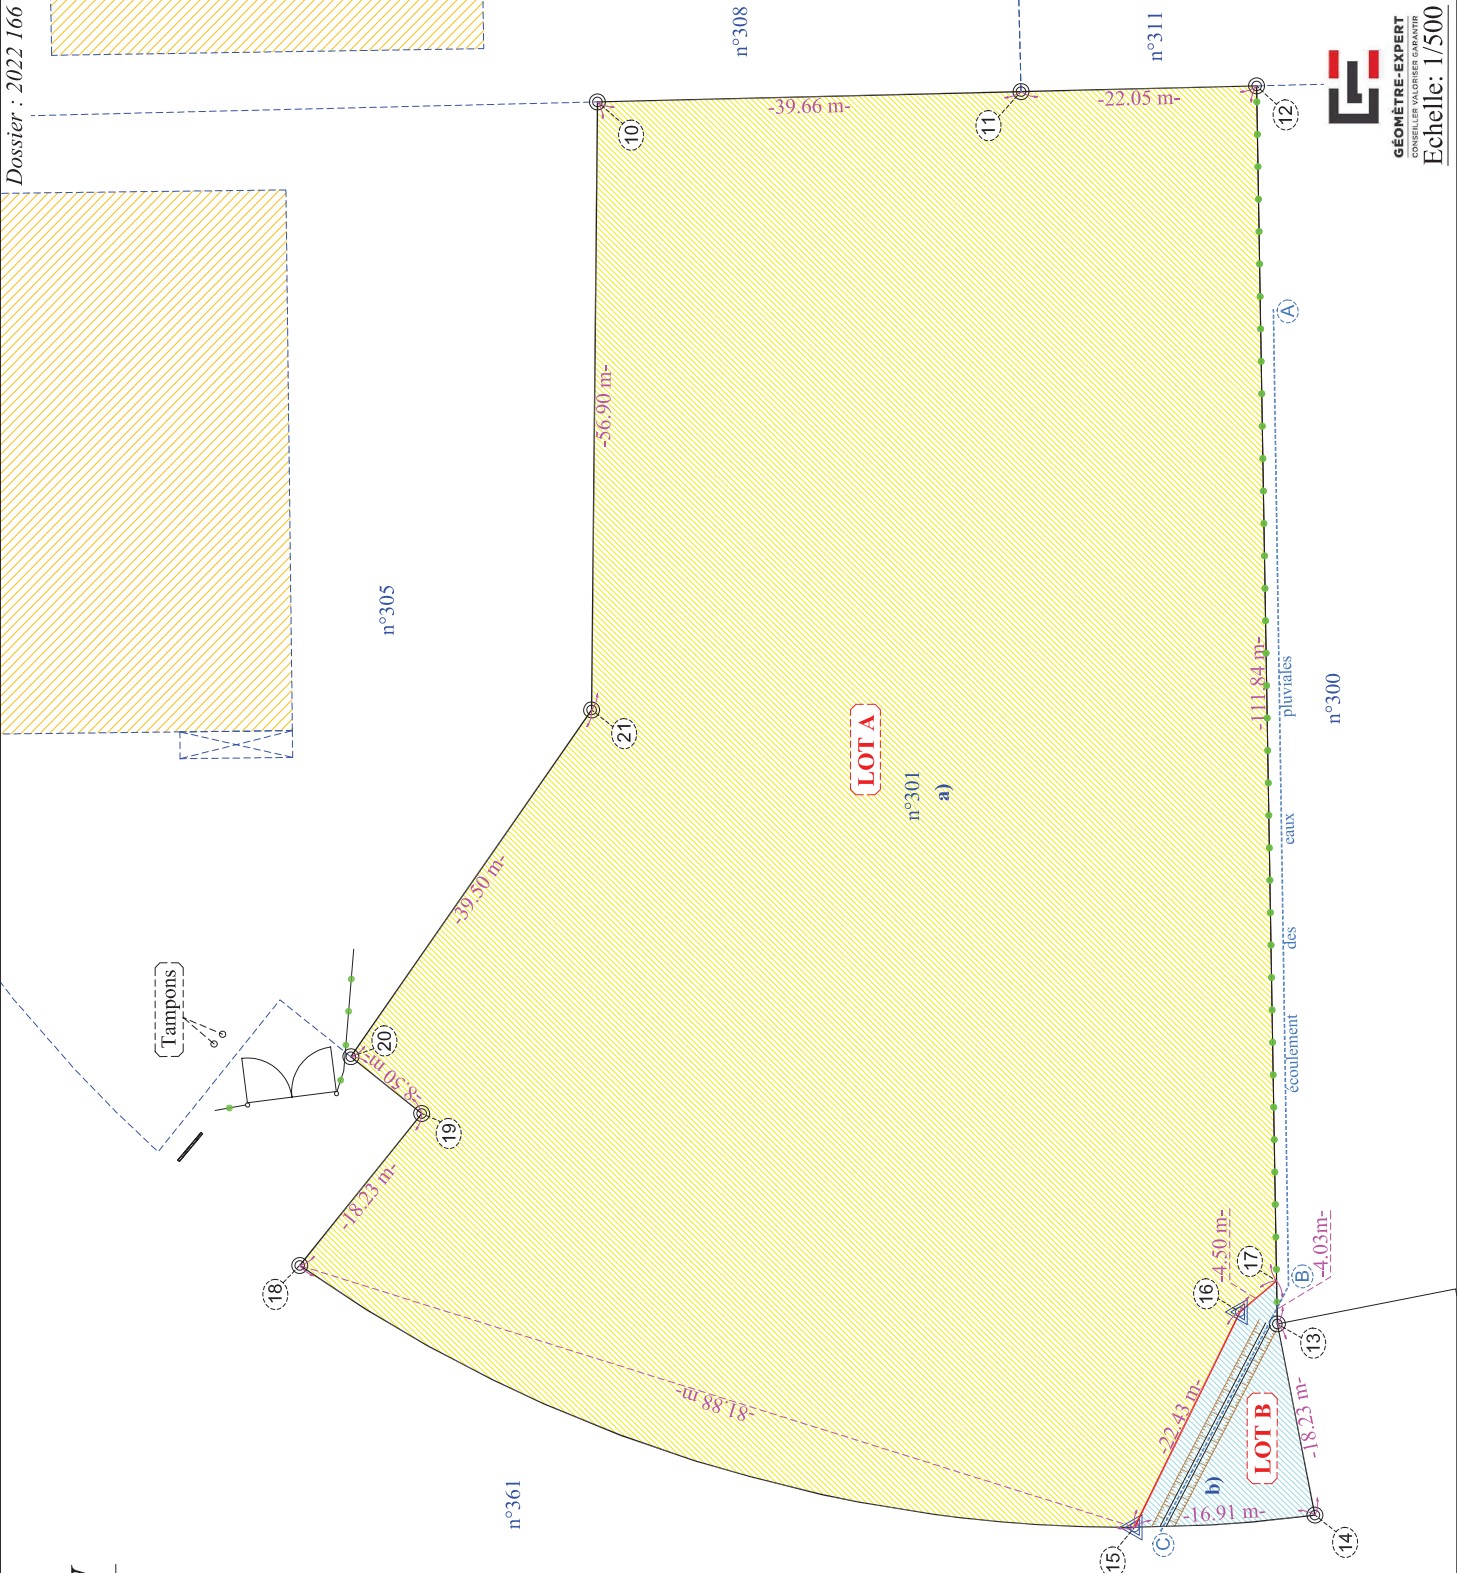 Dossier : 2022 166
n°308
n°311
GÉOMÈTRE-EXPERT
CONSEILLER VALORISER GARANTIR
Echelle: 1/500
10
-39.66 m-
11
-22.05 m-
12
-56.90 m-
n°305
21
A
-111.84 m-
pluviales
eaux
des
écoulement
n°300
LOT A
n°301
a)
-39.50 m-
Tampons
20
-8.50 m-
19
-18.23 m-
18
-81.88 m-
n°361
16
-4.50 m-
17
B
-4.03m-
13
-22.43 m-
LOT B
-18.23 m-
b)
-16.91 m-
15
C
14